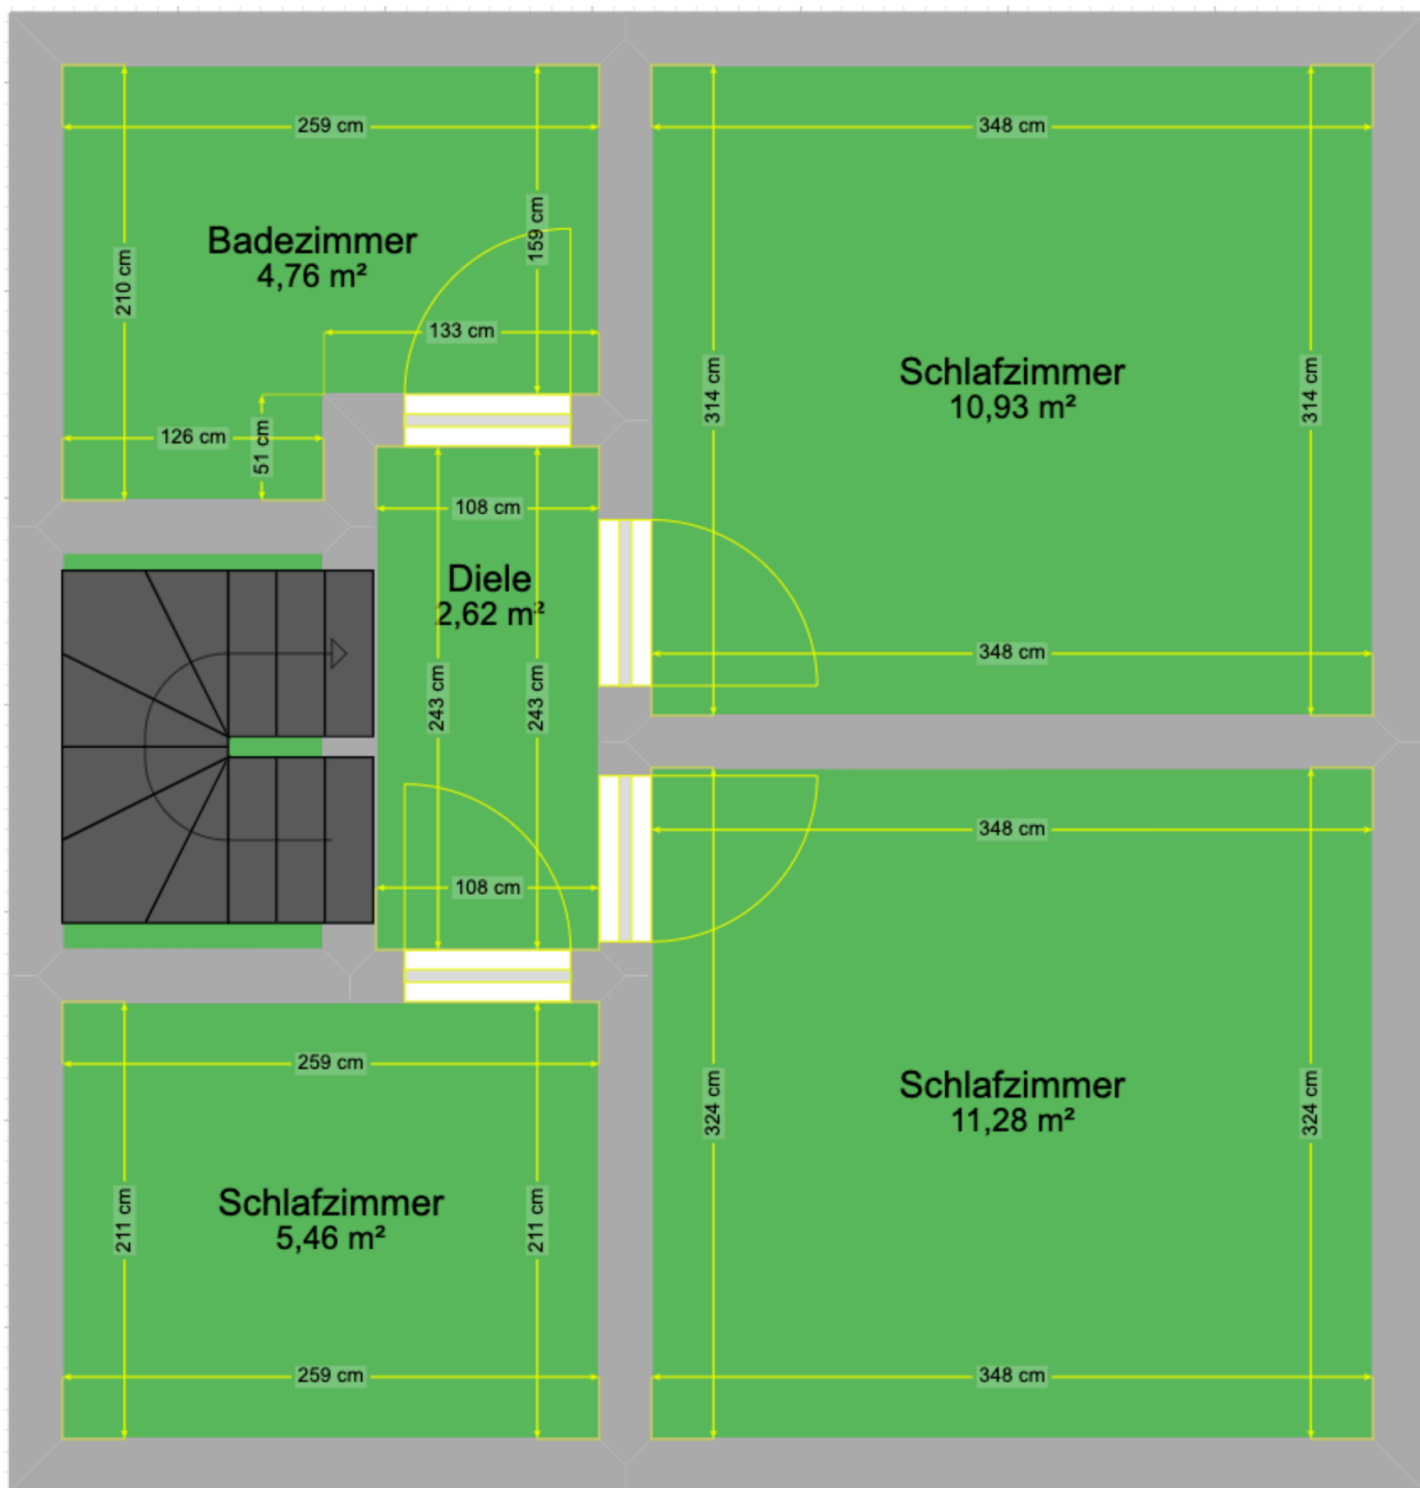 259 cm
348 cm
159 cm
Badezimmer
4,76 m²
210 cm
133 cm
314 cm
Schlafzimmer
10,93 m²
314 cm
126 cm
51 cm
108 cm
Diele
2,62 m²
348 cm
243 cm
243 cm
348 cm
108 cm
259 cm
324 cm
Schlafzimmer
11,28 m²
324 cm
211 cm
Schlafzimmer
5,46 m²
211 cm
259 cm
348 cm